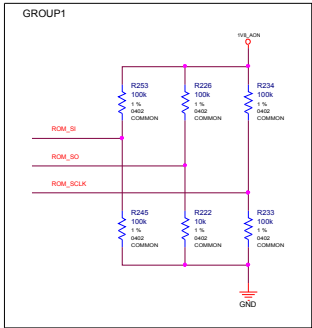 GROUP1
1V8_AON
R253
100k
1 %
0402
COMMON
R226
100k
1 %
0402
COMMON
R234
100k
1 %
0402
COMMON
ROM_SI
ROM_SO
ROM_SCLK
R245
100k
1 %
0402
COMMON
R222
10k
1 %
0402
COMMON
R233
100k
1 %
0402
COMMON
GND